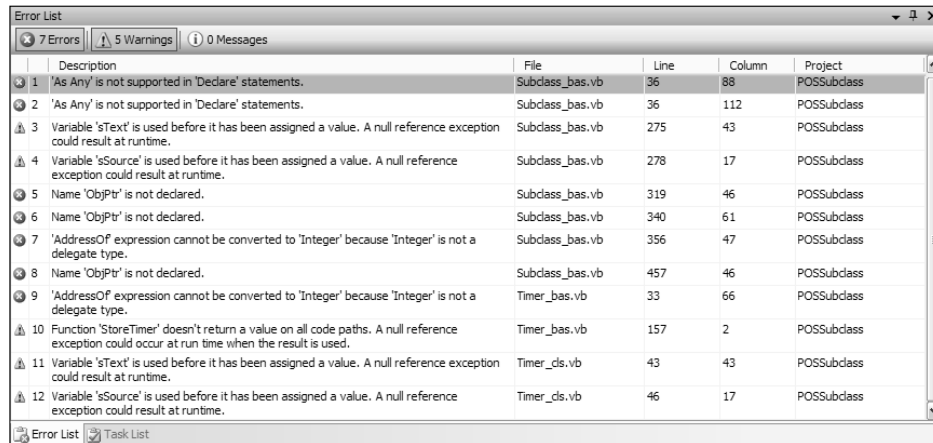 Error List
7 Errors 5 Warnings 0 Messages
Description File Line Column Project
1 'As Any' is not supported in 'Declare' statements. Subclass_bas.vb 36 88 POSSubclass
2 'As Any' is not supported in 'Declare' statements. Subclass_bas.vb 36 112 POSSubclass
3 Variable 'sText' is used before it has been assigned a value. A null reference exception Subclass_bas.vb 275 43 POSSubclass
could result at runtime.
4 Variable 'sSource' is used before it has been assigned a value. A null reference Subclass_bas.vb 278 17 POSSubclass
exception could result at runtime.
5 Name 'ObjPtr' is not declared. Subclass_bas.vb 319 46 POSSubclass
6 Name 'ObjPtr' is not declared. Subclass_bas.vb 340 61 POSSubclass
7 'AddressOf' expression cannot be converted to 'Integer' because 'Integer' is not a Subclass_bas.vb 356 47 POSSubclass
delegate type.
8 Name 'ObjPtr' is not declared. Subclass_bas.vb 457 46 POSSubclass
9 'AddressOf' expression cannot be converted to 'Integer' because 'Integer' is not a Timer_bas.vb 33 66 POSSubclass
delegate type.
10 Function 'StoreTimer' doesn't return a value on all code paths. A null reference Timer_bas.vb 157 2 POSSubclass
exception could occur at run time when the result is used.
11 Variable 'sText' is used before it has been assigned a value. A null reference exception Timer_cls.vb 43 43 POSSubclass
could result at runtime.
12 Variable 'sSource' is used before it has been assigned a value. A null reference Timer_cls.vb 46 17 POSSubclass
exception could result at runtime.
Error List Task List